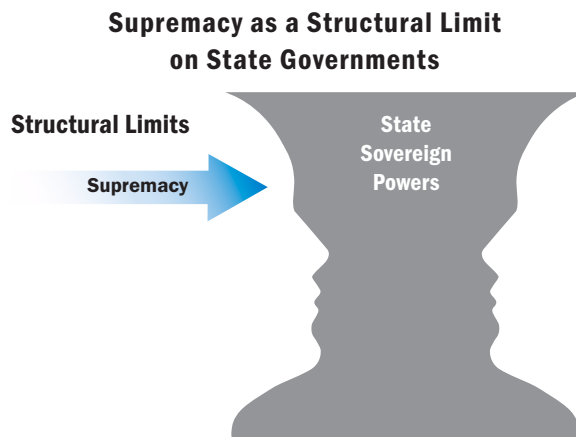 Supremacy as a Structural Limit
on State Governments
Structural Limits
Supremacy
State
Sovereign
Powers